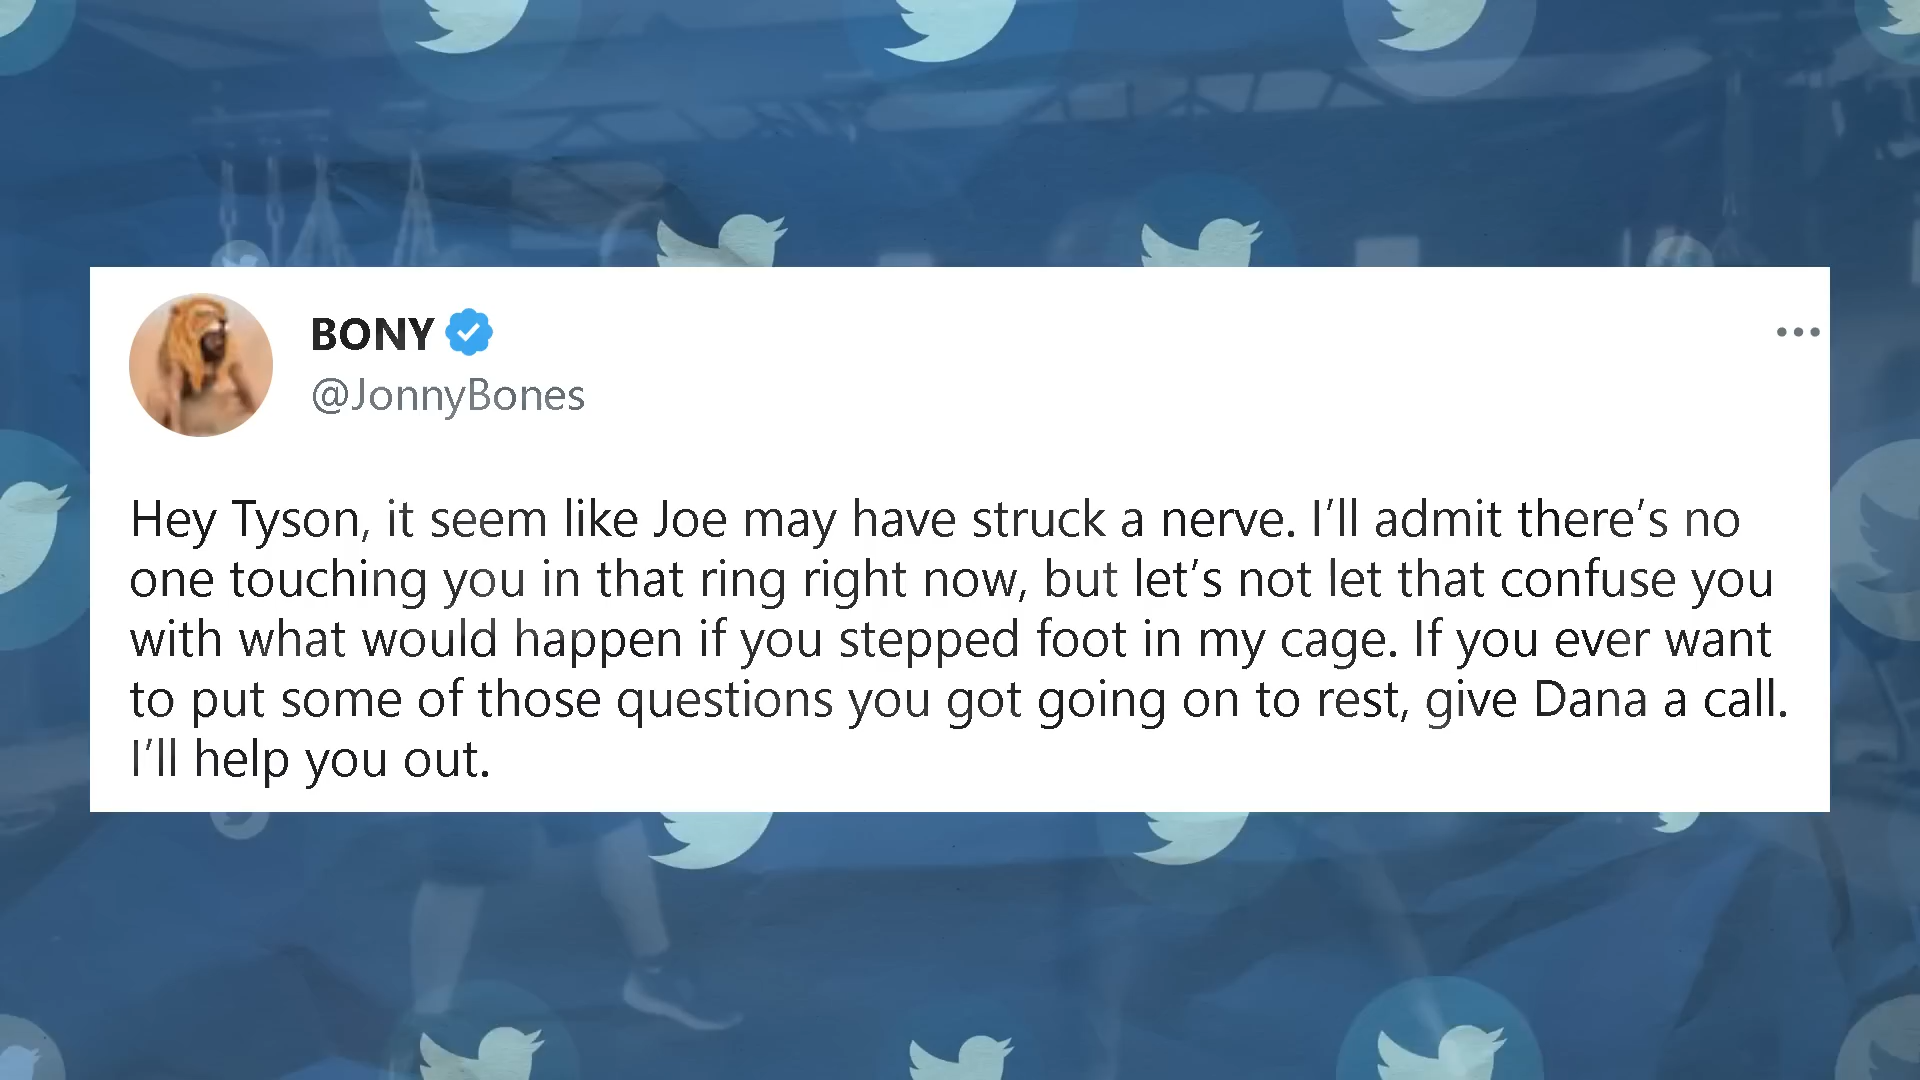 BONY
@JonnyBones
Hey Tyson, it seem like Joe may have struck a nerve. I’ll admit there’s no
one touching you in that ring right now, but let’s not let that confuse you
with what would happen if you stepped foot in my cage. If you ever want
to put some of those questions you got going on to rest, give Dana a call.
I’ll help you out.